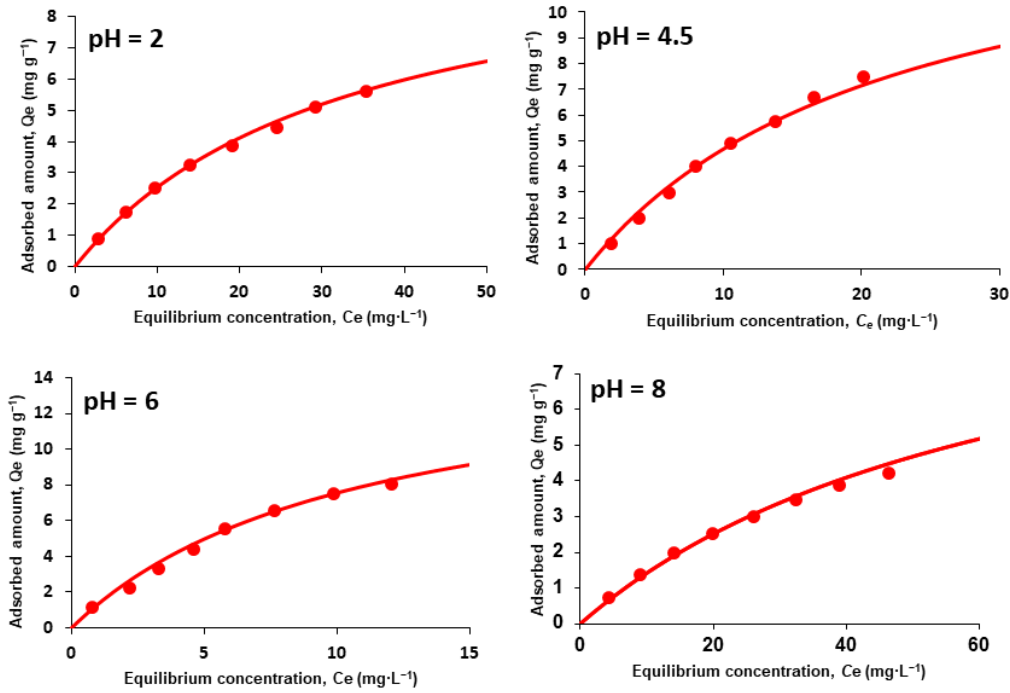 pH = 2
8
7
6
5
4
3
2
1
0
Adsorbed amount, Qe (mg g⁻¹)
0 10 20 30 40 50
Equilibrium concentration, Ce (mg·L⁻¹)
pH = 4.5
10
9
8
7
6
5
4
3
2
1
0
Adsorbed amount, Qe (mg g⁻¹)
0 10 20 30
Equilibrium concentration, Cₑ (mg·L⁻¹)
pH = 6
14
12
10
8
6
4
2
0
Adsorbed amount, Qe (mg g⁻¹)
0 5 10 15
Equilibrium concentration, Ce (mg·L⁻¹)
pH = 8
7
6
5
4
3
2
1
0
Adsorbed amount, Qe (mg g⁻¹)
0 20 40 60
Equilibrium concentration, Ce (mg·L⁻¹)